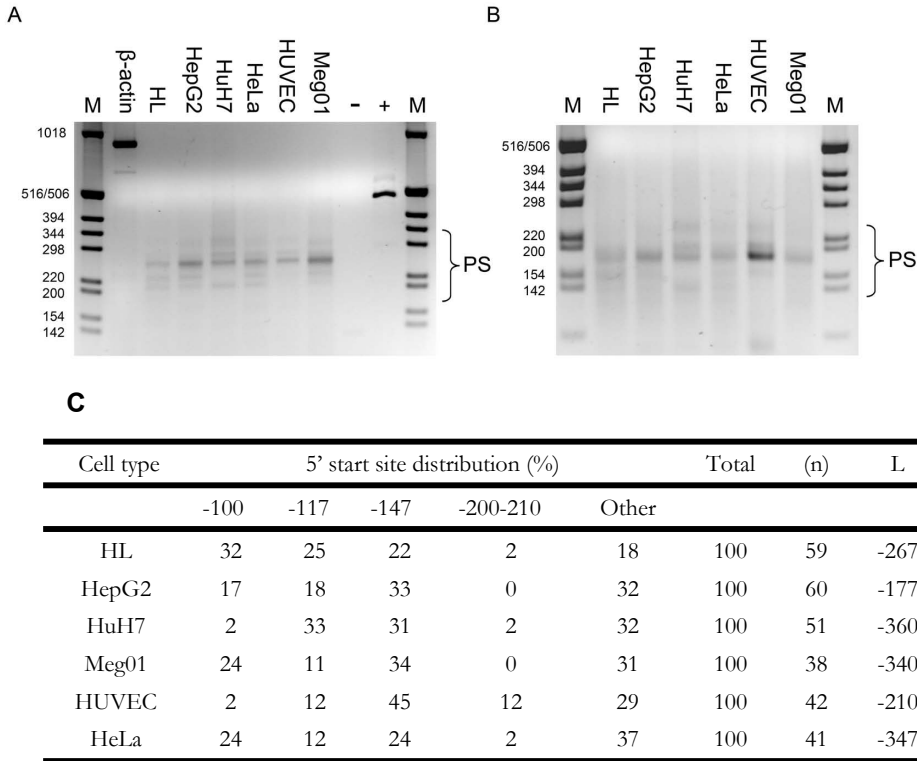 A
M β-actin HL HepG2 HuH7 HeLa HUVEC Meg01 - + M
1018
516/506
394
344
298
220
200
154
142
PS
B
M HL HepG2 HuH7 HeLa HUVEC Meg01 M
516/506
394
344
298
220
200
154
142
PS
C
Cell type 5' start site distribution (%) Total (n) L
-100 -117 -147 -200-210 Other
HL 32 25 22 2 18 100 59 -267
HepG2 17 18 33 0 32 100 60 -177
HuH7 2 33 31 2 32 100 51 -360
Meg01 24 11 34 0 31 100 38 -340
HUVEC 2 12 45 12 29 100 42 -210
HeLa 24 12 24 2 37 100 41 -347